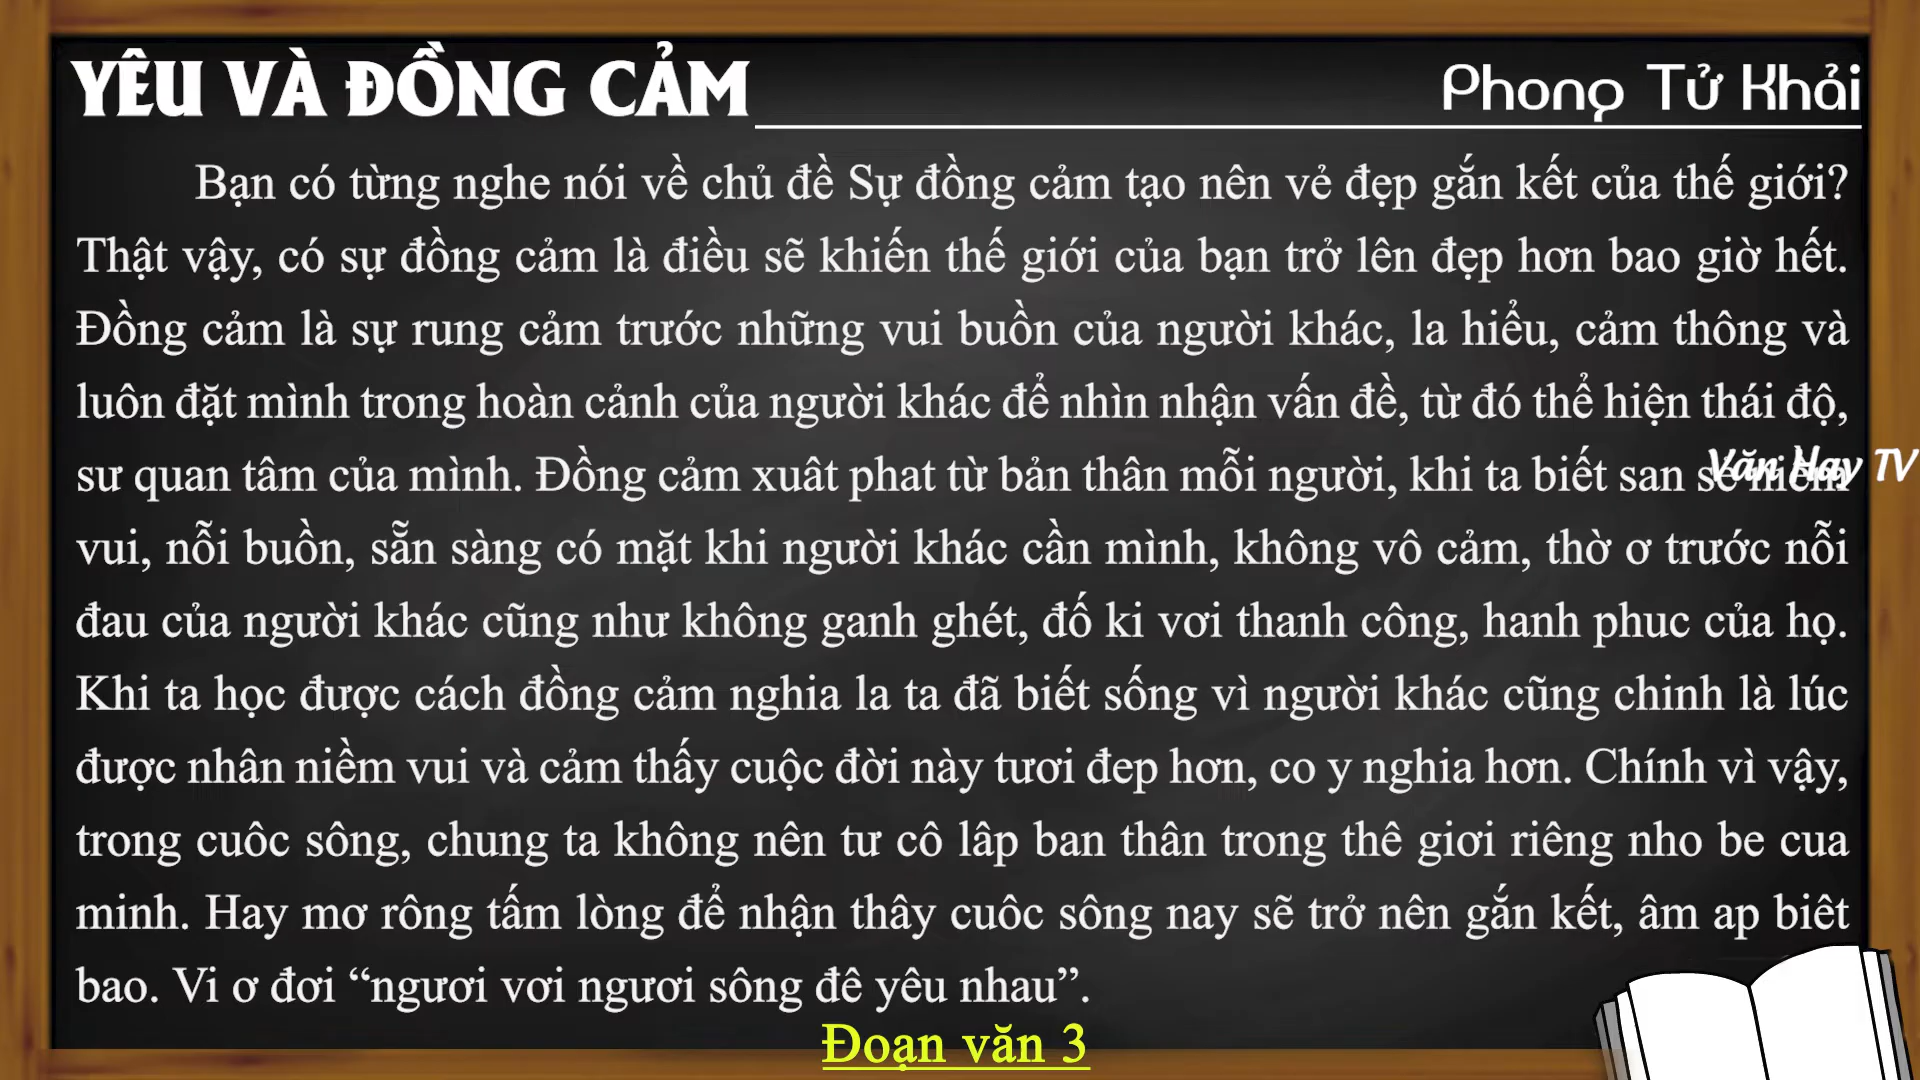 YÊU VÀ ĐỒNG CẢM
Phong Tử Khải
Bạn có từng nghe nói về chủ đề Sự đồng cảm tạo nên vẻ đẹp gắn kết của thế giới?
Thật vậy, có sự đồng cảm là điều sẽ khiến thế giới của bạn trở lên đẹp hơn bao giờ hết.
Đồng cảm là sự rung cảm trước những vui buồn của người khác, la hiểu, cảm thông và
luôn đặt mình trong hoàn cảnh của người khác để nhìn nhận vấn đề, từ đó thể hiện thái độ,
sư quan tâm của mình. Đồng cảm xuât phat từ bản thân mỗi người, khi ta biết san sẻ niềm
Văn Hay TV
vui, nỗi buồn, sẵn sàng có mặt khi người khác cần mình, không vô cảm, thờ ơ trước nỗi
đau của người khác cũng như không ganh ghét, đố ki vơi thanh công, hanh phuc của họ.
Khi ta học được cách đồng cảm nghia la ta đã biết sống vì người khác cũng chinh là lúc
được nhân niềm vui và cảm thấy cuộc đời này tươi đep hơn, co y nghia hơn. Chính vì vậy,
trong cuôc sông, chung ta không nên tư cô lâp ban thân trong thê giơi riêng nho be cua
minh. Hay mơ rông tấm lòng để nhận thây cuôc sông nay sẽ trở nên gắn kết, âm ap biêt
bao. Vi ơ đơi “ngươi vơi ngươi sông đê yêu nhau”.
Đoạn văn 3